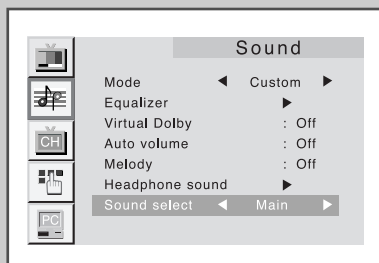 Sound
Mode ◀ Custom ▶
Equalizer ▶
Virtual Dolby : Off
Auto volume : Off
CH
Melody : Off
Headphone sound ▶
Sound select ◀ Main ▶
PC